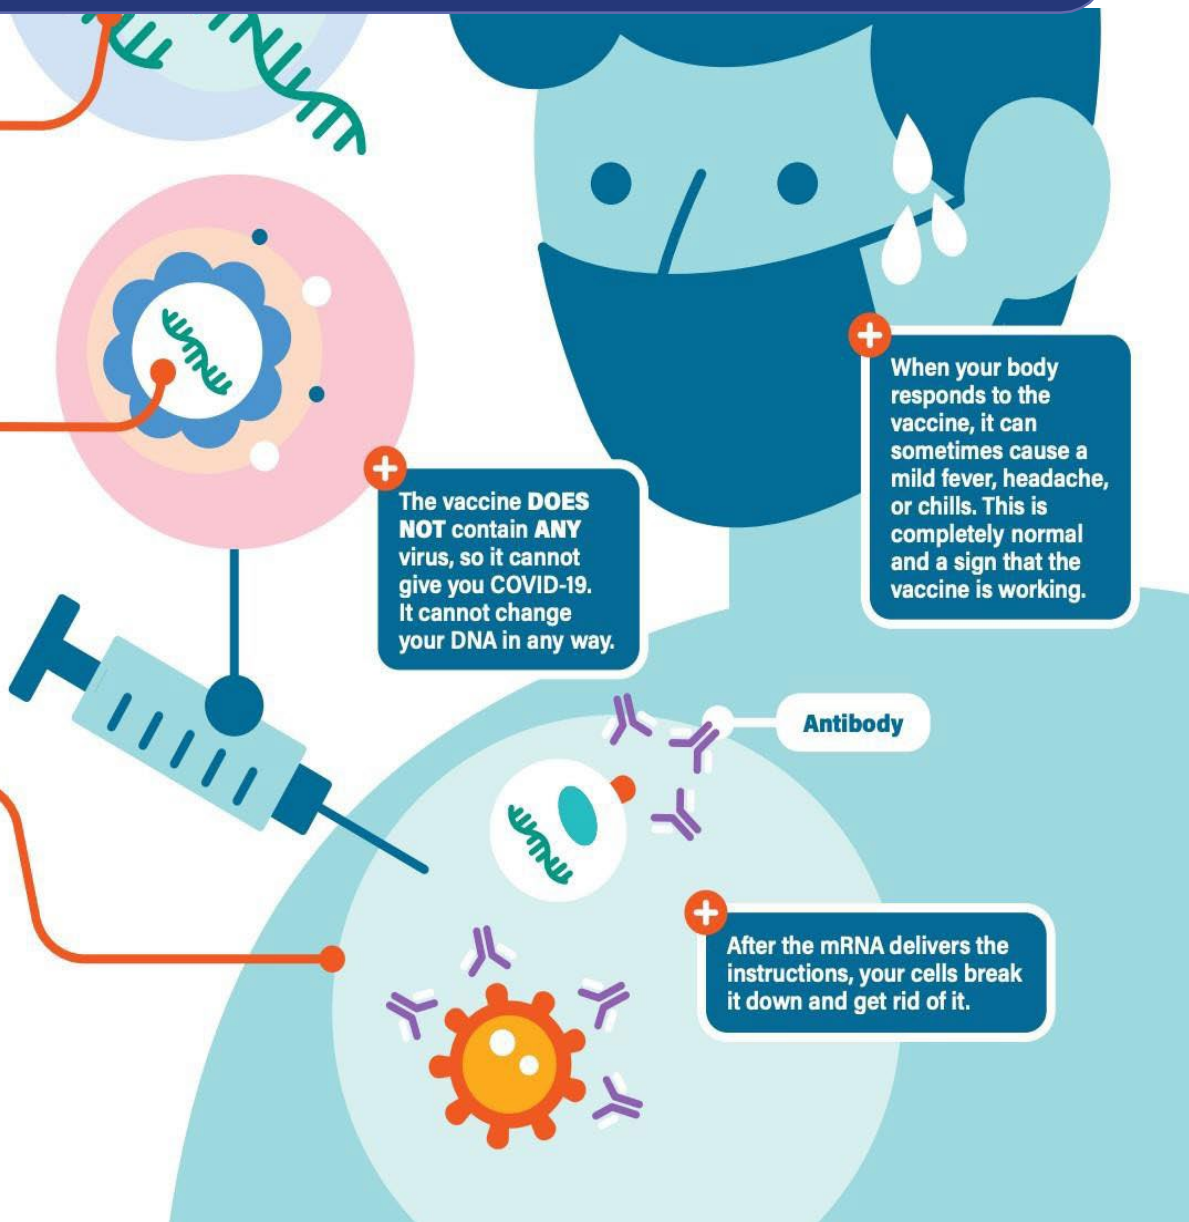 When your body
responds to the
vaccine, it can
sometimes cause a
mild fever, headache,
or chills. This is
completely normal
and a sign that the
vaccine is working.
The vaccine DOES
NOT contain ANY
virus, so it cannot
give you COVID-19.
It cannot change
your DNA in any way.
Antibody
After the mRNA delivers the
instructions, your cells break
it down and get rid of it.